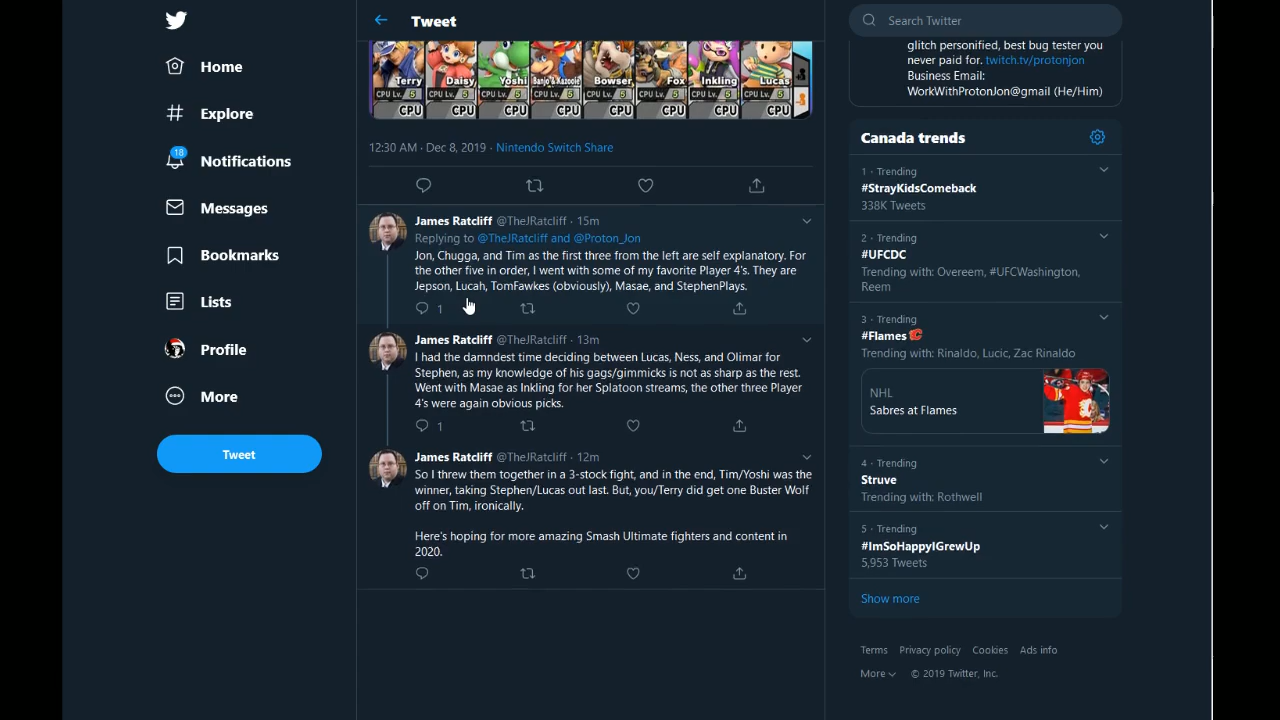 Home
Explore
18
Notifications
Messages
Bookmarks
Lists
Profile
More
Tweet
Tweet
Terry
Daisy
Yoshi
Banjo & Kazooie
Bowser
Fox
Inkling
Lucas
CPU Lv. 5
CPU Lv. 5
CPU Lv. 5
CPU Lv. 5
CPU Lv. 5
CPU Lv. 5
CPU Lv. 5
CPU Lv. 5
CPU
CPU
CPU
CPU
CPU
CPU
CPU
CPU
12:30 AM · Dec 8, 2019 · Nintendo Switch Share
James Ratcliff @TheJRatcliff · 15m
Replying to @TheJRatcliff and @Proton_Jon
Jon, Chugga, and Tim as the first three from the left are self explanatory. For
the other five in order, I went with some of my favorite Player 4's. They are
Jepson, Lucah, TomFawkes (obviously), Masae, and StephenPlays.
1
James Ratcliff @TheJRatcliff · 13m
I had the damndest time deciding between Lucas, Ness, and Olimar for
Stephen, as my knowledge of his gags/gimmicks is not as sharp as the rest.
Went with Masae as Inkling for her Splatoon streams, the other three Player
4's were again obvious picks.
1
James Ratcliff @TheJRatcliff · 12m
So I threw them together in a 3-stock fight, and in the end, Tim/Yoshi was the
winner, taking Stephen/Lucas out last. But, you/Terry did get one Buster Wolf
off on Tim, ironically.
Here's hoping for more amazing Smash Ultimate fighters and content in
2020.
Search Twitter
glitch personified, best bug tester you
never paid for. twitch.tv/protonjon
Business Email:
WorkWithProtonJon@gmail (He/Him)
Canada trends
1 · Trending
#StrayKidsComeback
338K Tweets
2 · Trending
#UFCDC
Trending with: Overeem, #UFCWashington,
Reem
3 · Trending
#Flames
Trending with: Rinaldo, Lucic, Zac Rinaldo
NHL
Sabres at Flames
4 · Trending
Struve
Trending with: Rothwell
5 · Trending
#ImSoHappyIGrewUp
5,953 Tweets
Show more
Terms Privacy policy Cookies Ads info
More © 2019 Twitter, Inc.